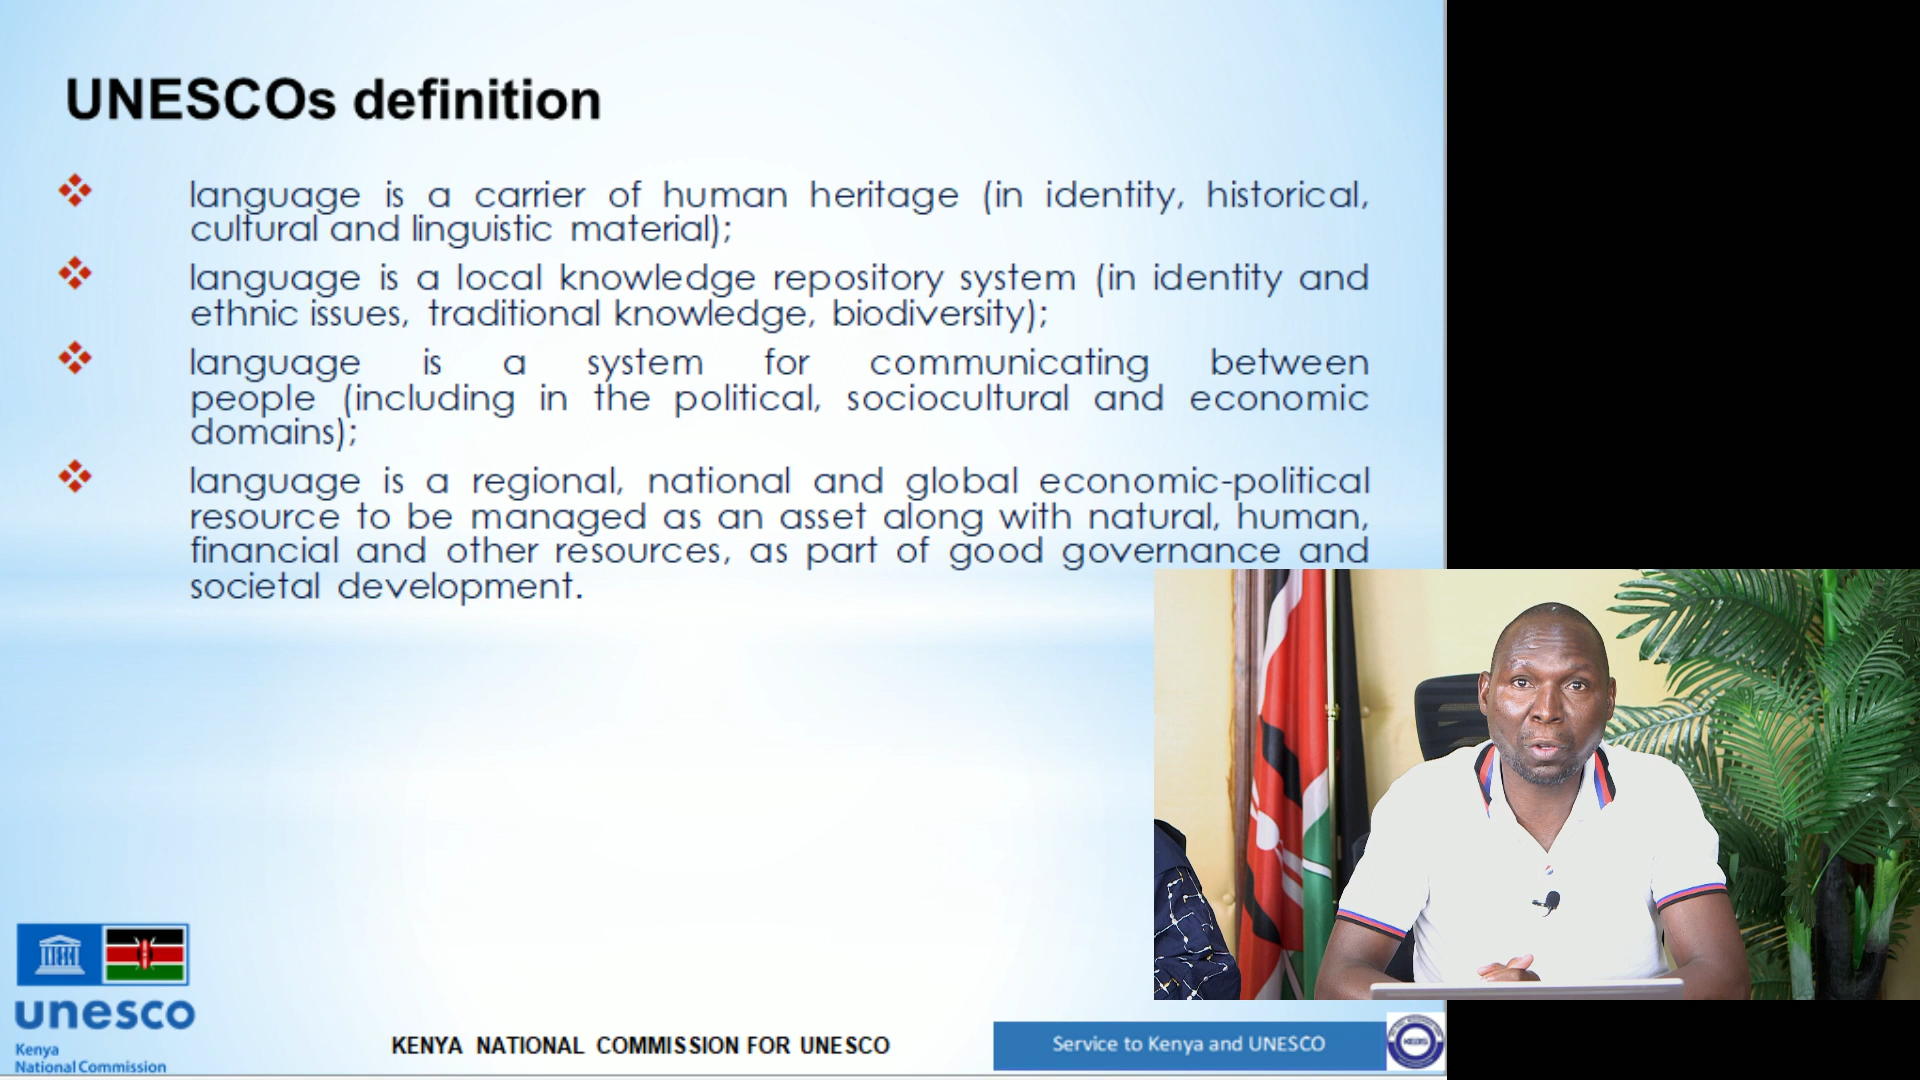 UNESCOs definition
❖ language is a carrier of human heritage (in identity, historical,
cultural and linguistic material);
❖ language is a local knowledge repository system (in identity and
ethnic issues, traditional knowledge, biodiversity);
❖ language is a system for communicating between
people (including in the political, sociocultural and economic
domains);
❖ language is a regional, national and global economic-political
resource to be managed as an asset along with natural, human,
financial and other resources, as part of good governance and
societal development.
unesco
Kenya
National Commission
KENYA NATIONAL COMMISSION FOR UNESCO
Service to Kenya and UNESCO